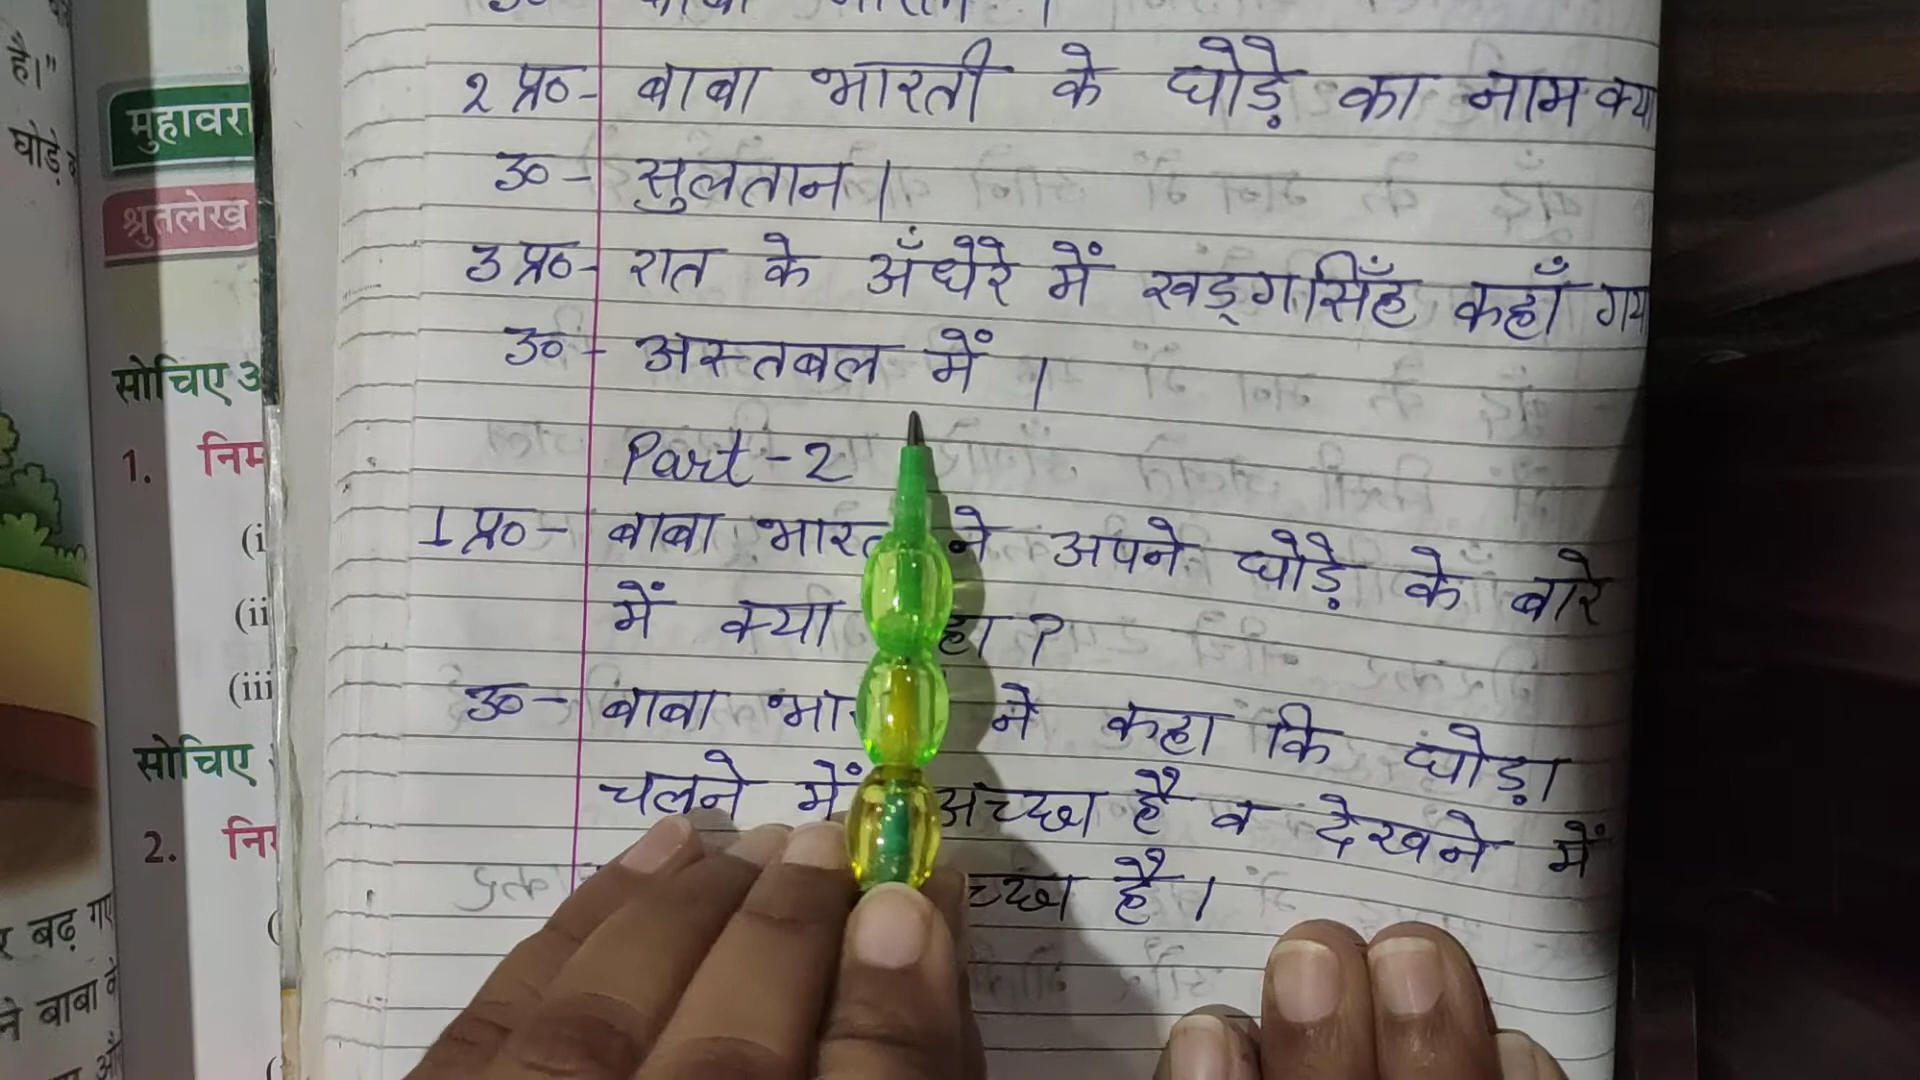 है।"
घोड़े
मुहावरा
श्रुतलेख
सोचिए
1.
(i
(ii
(iii
सोचिए
2.
र बढ़ गए
ने बाबा
2 प्र०- बाबा भारती के घोड़े का नाम क्या
उ०- सुलतान।
3 प्र०- रात के अँधेरे में खड्गसिँह कहाँ गय
उ०- अस्तबल में ।
Part-2
1 प्र०- बाबा भारत ने अपने घोड़े के बारे
में क्या हा ?
उ०- बाबा भार ने कहा कि घोड़ा
चलने में अच्छा है व देखने में
च्छा है।